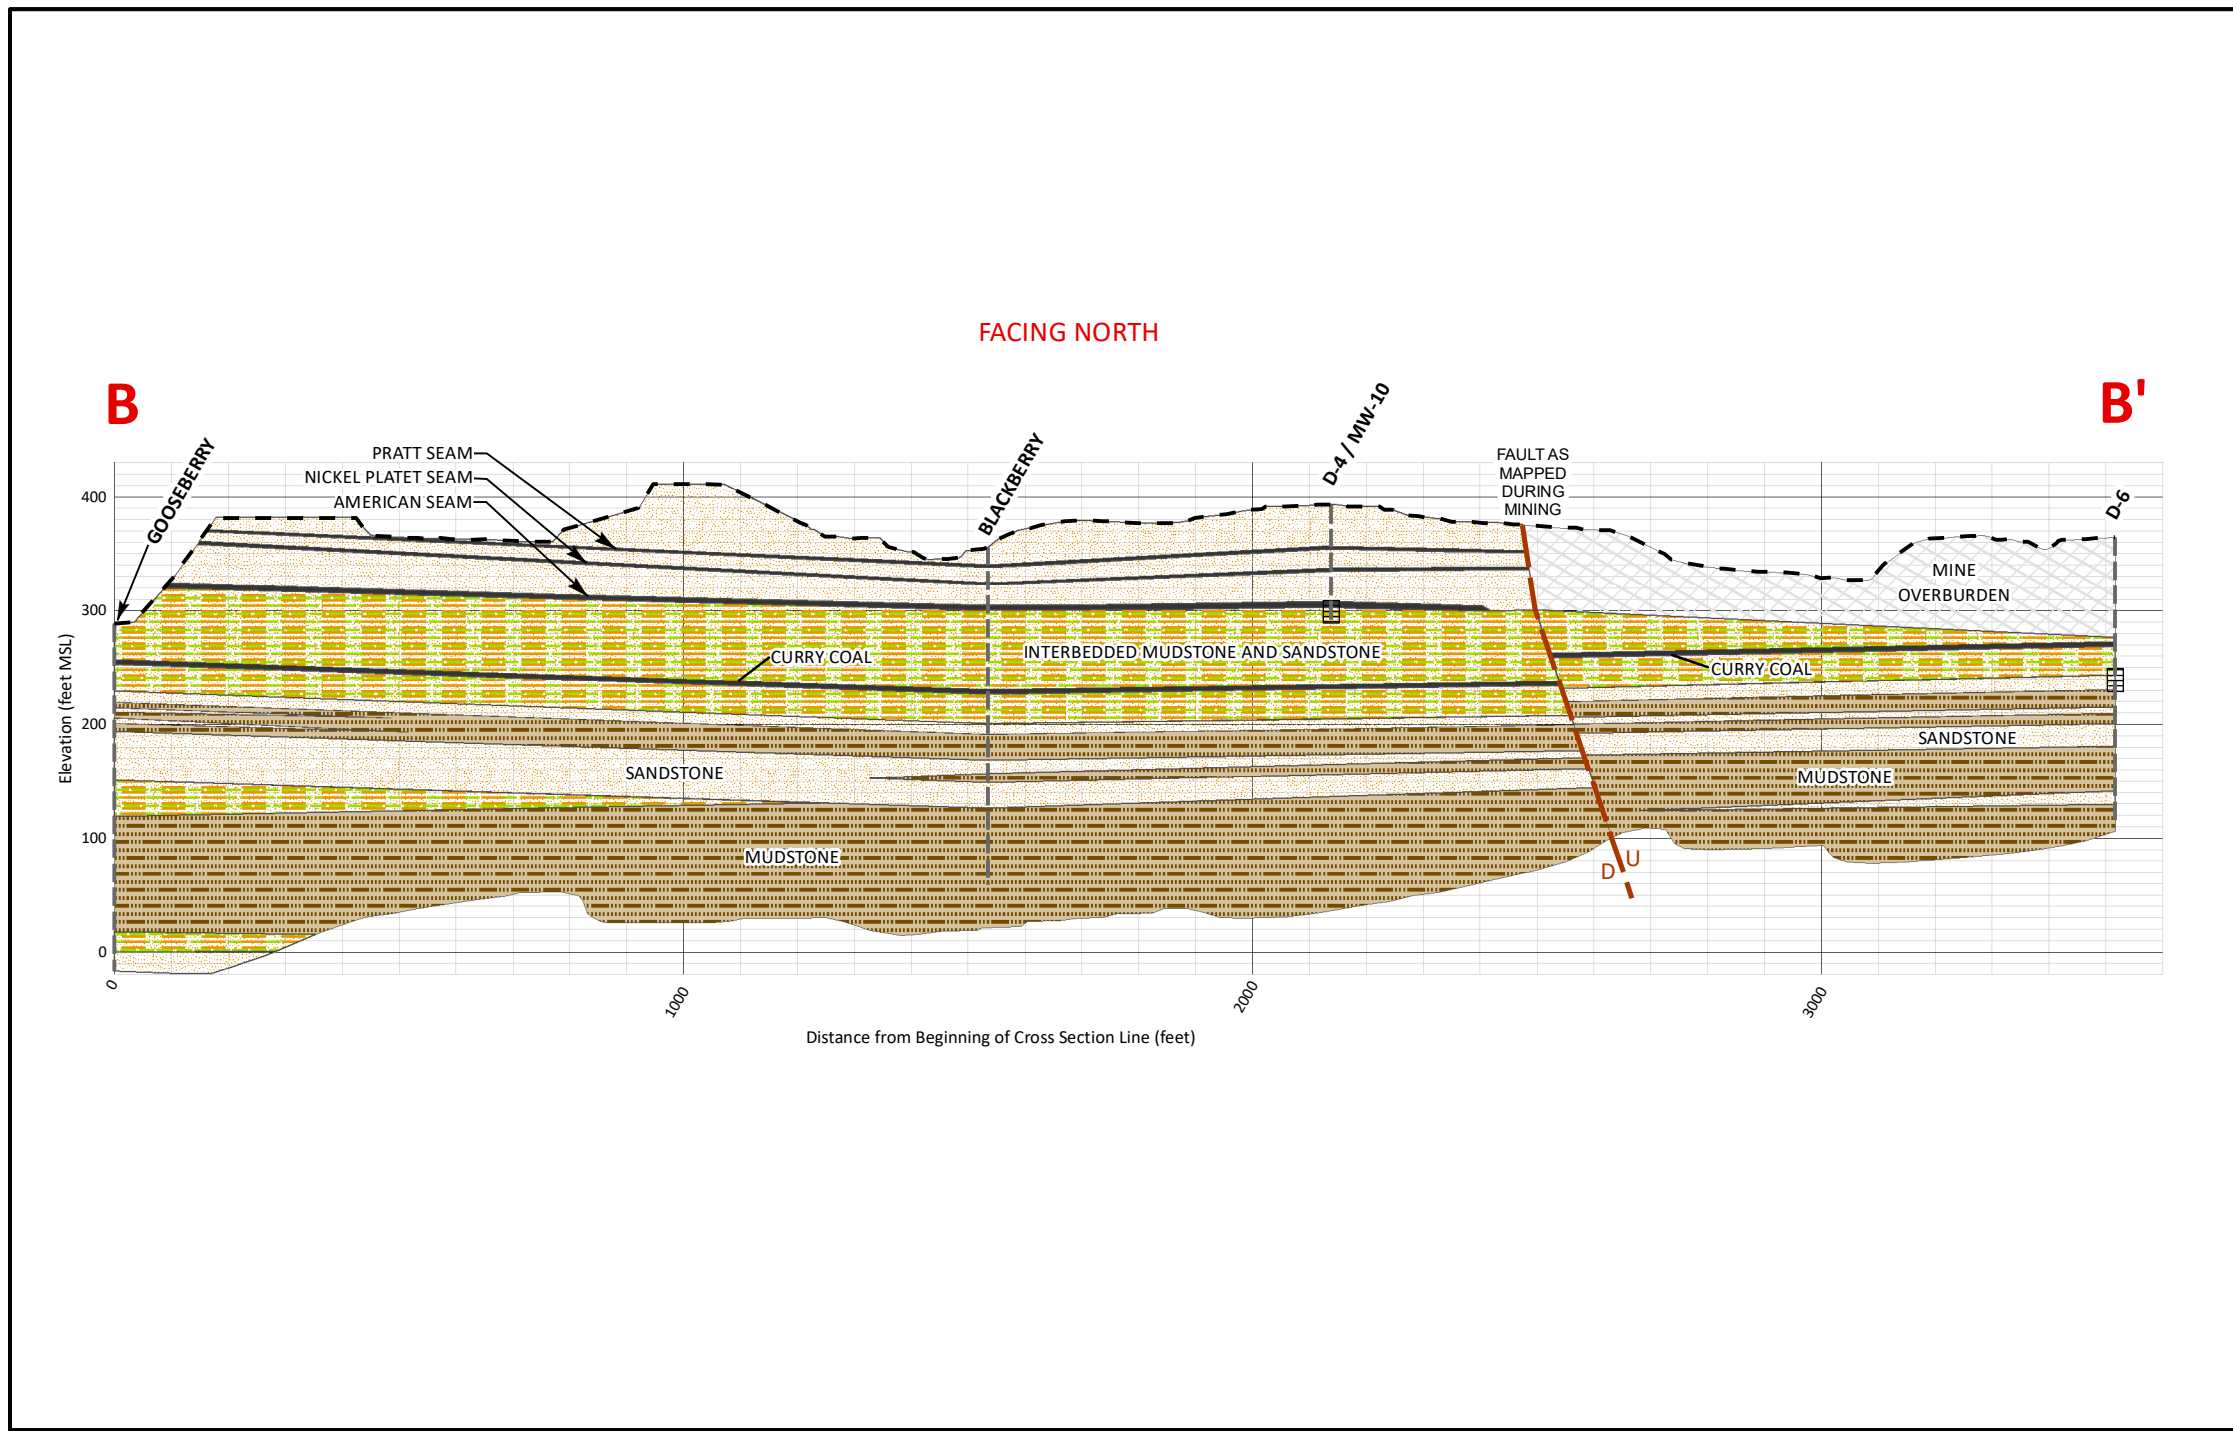 FACING NORTH
B
B'
GOOSEBERRY
PRATT SEAM
NICKEL PLATET SEAM
AMERICAN SEAM
BLACKBERRY
D-4 / MW-10
FAULT AS
MAPPED
DURING
MINING
D-6
MINE
OVERBURDEN
CURRY COAL
INTERBEDDED MUDSTONE AND SANDSTONE
CURRY COAL
SANDSTONE
SANDSTONE
MUDSTONE
MUDSTONE
D
U
Elevation (feet MSL)
400
300
200
100
0
0
1000
2000
3000
Distance from Beginning of Cross Section Line (feet)